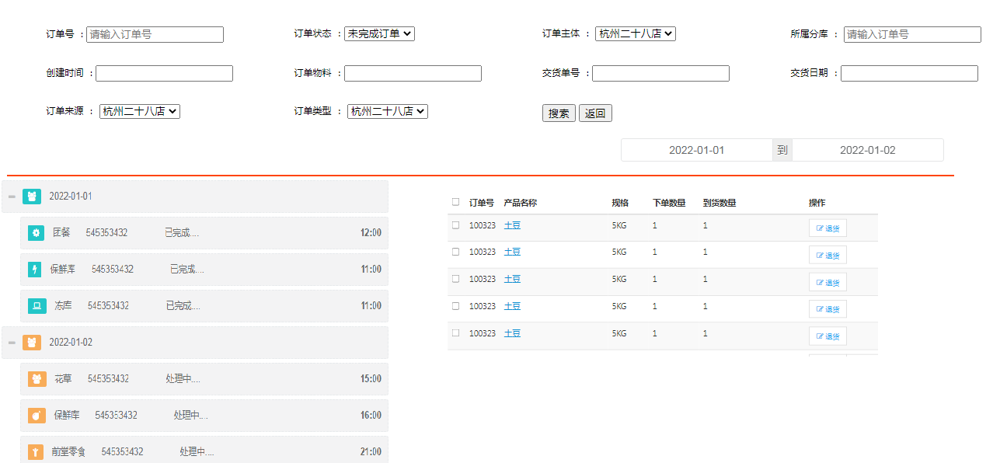 订单号 : 请输入订单号 订单状态 : 未完成订单 订单主体 : 杭州二十八店 所属分库 : 请输入订单号
创建时间 : 订单物料 : 交货单号 : 交货日期 :
订单来源 : 杭州二十八店 订单类型 : 杭州二十八店 搜索 返回
2022-01-01 到 2022-01-02
2022-01-01
团餐 545353432 已完成.... 12:00
保鲜库 545353432 已完成.... 11:00
冻库 545353432 已完成.... 11:00
2022-01-02
花草 545353432 处理中.... 15:00
保鲜库 545353432 处理中.... 16:00
前堂零食 545353432 处理中.... 21:00
订单号 产品名称 规格 下单数量 到货数量 操作
100323 土豆 5KG 1 1 退货
100323 土豆 5KG 1 1 退货
100323 土豆 5KG 1 1 退货
100323 土豆 5KG 1 1 退货
100323 土豆 5KG 1 1 退货